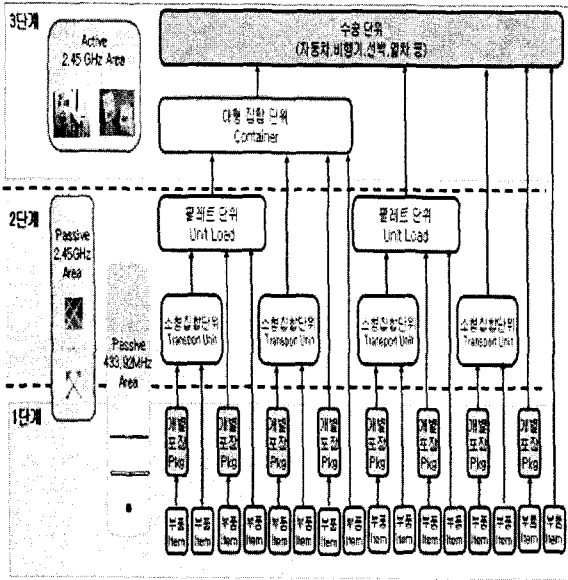 3단계
Active
2.45 GHz Area
수송 단위
(자동차,비행기,선박,열차 등)
대형 집합 단위
Container
2단계
Passive
2.45GHz
Area
Passive
433.92MHz
Area
팔레트 단위
Unit Load
팔레트 단위
Unit Load
소형집합단위
Transport Unit
소형집합단위
Transport Unit
소형집합단위
Transport Unit
소형집합단위
Transport Unit
1단계
개별
포장
Pkg
개별
포장
Pkg
개별
포장
Pkg
개별
포장
Pkg
개별
포장
Pkg
개별
포장
Pkg
개별
포장
Pkg
개별
포장
Pkg
부품
Item
부품
Item
부품
Item
부품
Item
부품
Item
부품
Item
부품
Item
부품
Item
부품
Item
부품
Item
부품
Item
부품
Item
부품
Item
부품
Item
부품
Item
부품
Item